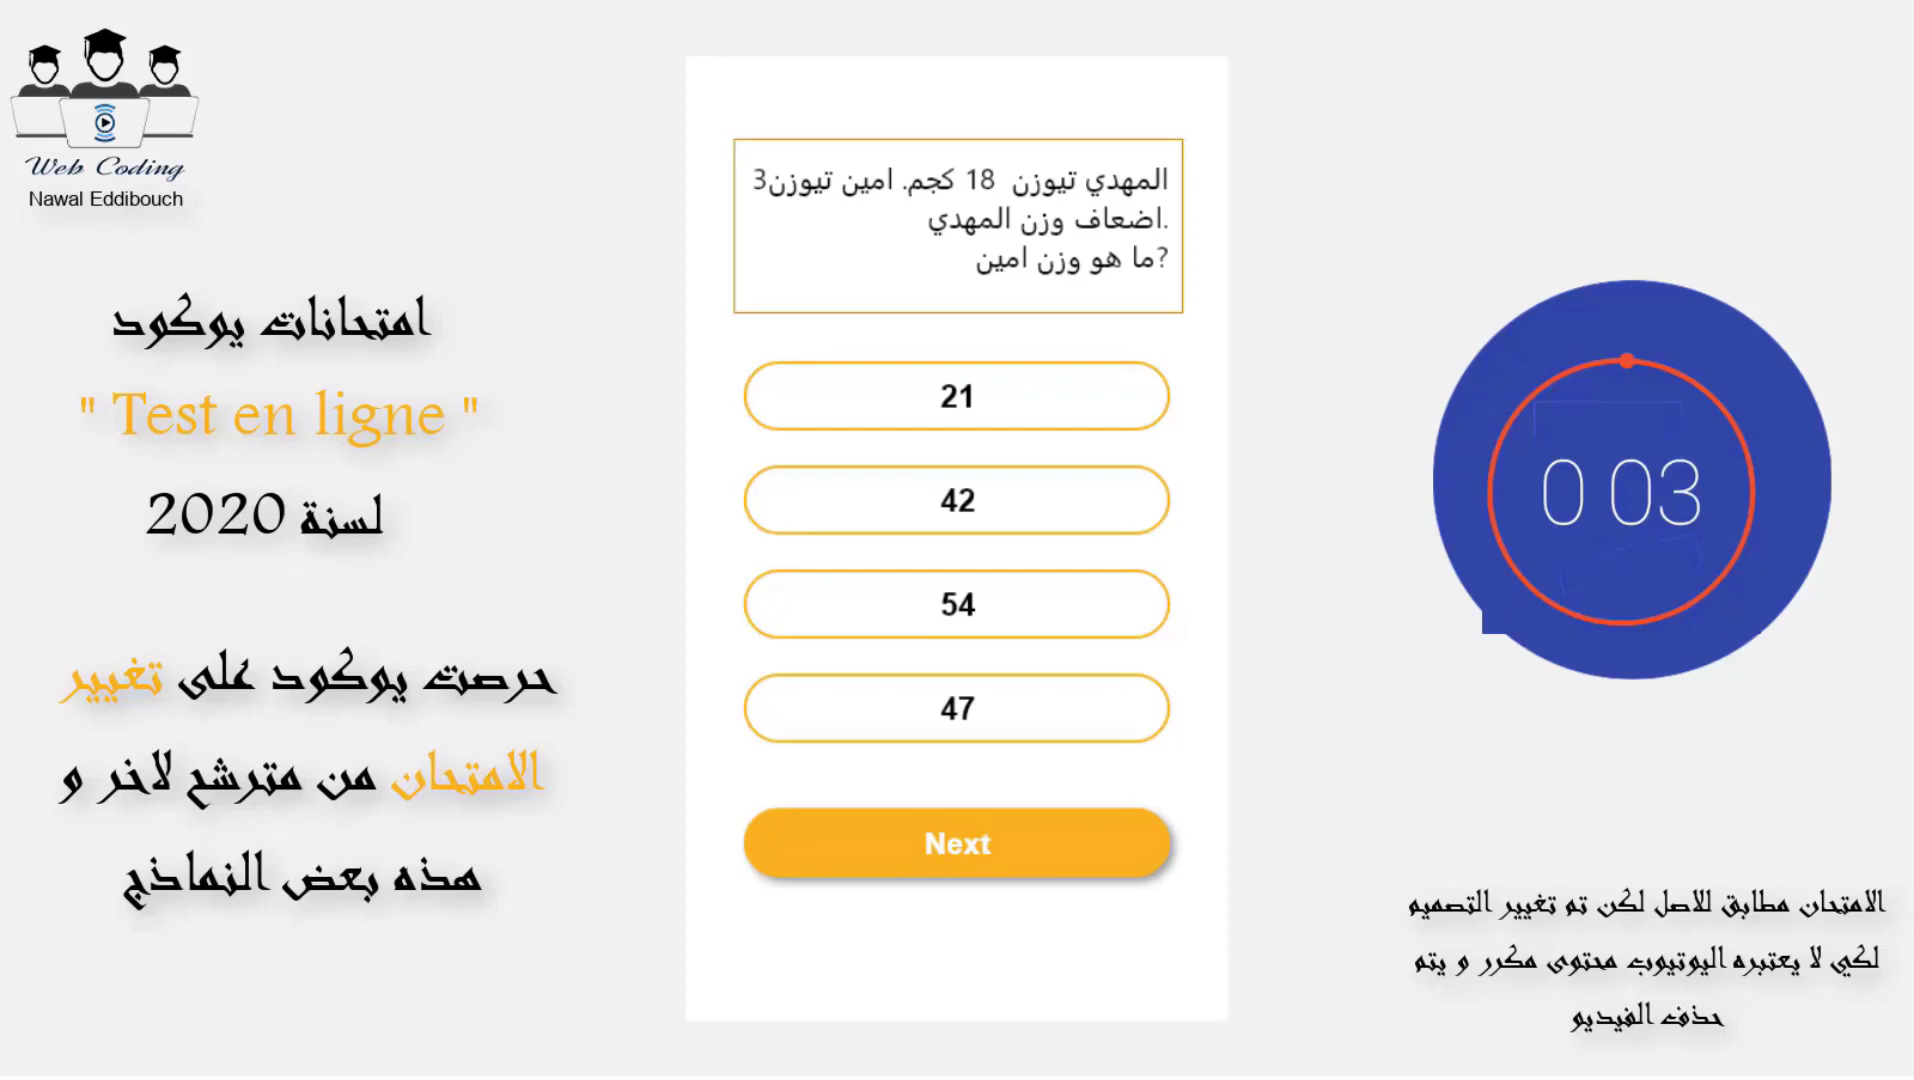 Web Coding
Nawal Eddibouch
امتحانات يوكود
" Test en ligne "
لسنة 2020
حرصت يوكود على تغيير
الامتحان من مترشح لاخر و
هذه بعض النماذج
المهدي تيوزن 18 كجم. امين تيوزن3
اضعاف وزن المهدي.
ما هو وزن امين?
21
42
54
47
Next
0 03
الامتحان مطابق للاصل لكن تم تغيير التصميم
لكي لا يعتبره اليوتيوب محتوى مكرر و يتم
حذف الفيديو